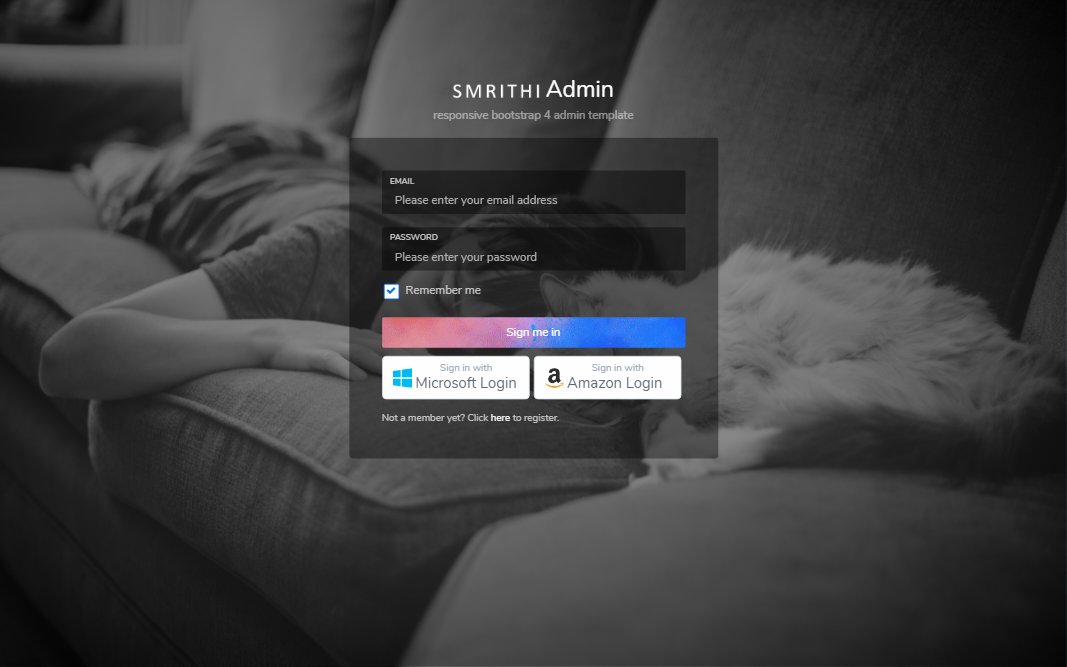 SMRITHI Admin
responsive bootstrap 4 admin template
EMAIL
Please enter your email address
PASSWORD
Please enter your password
Remember me
Sign me in
Sign in with
Microsoft Login
Sign in with
Amazon Login
Not a member yet? Click here to register.